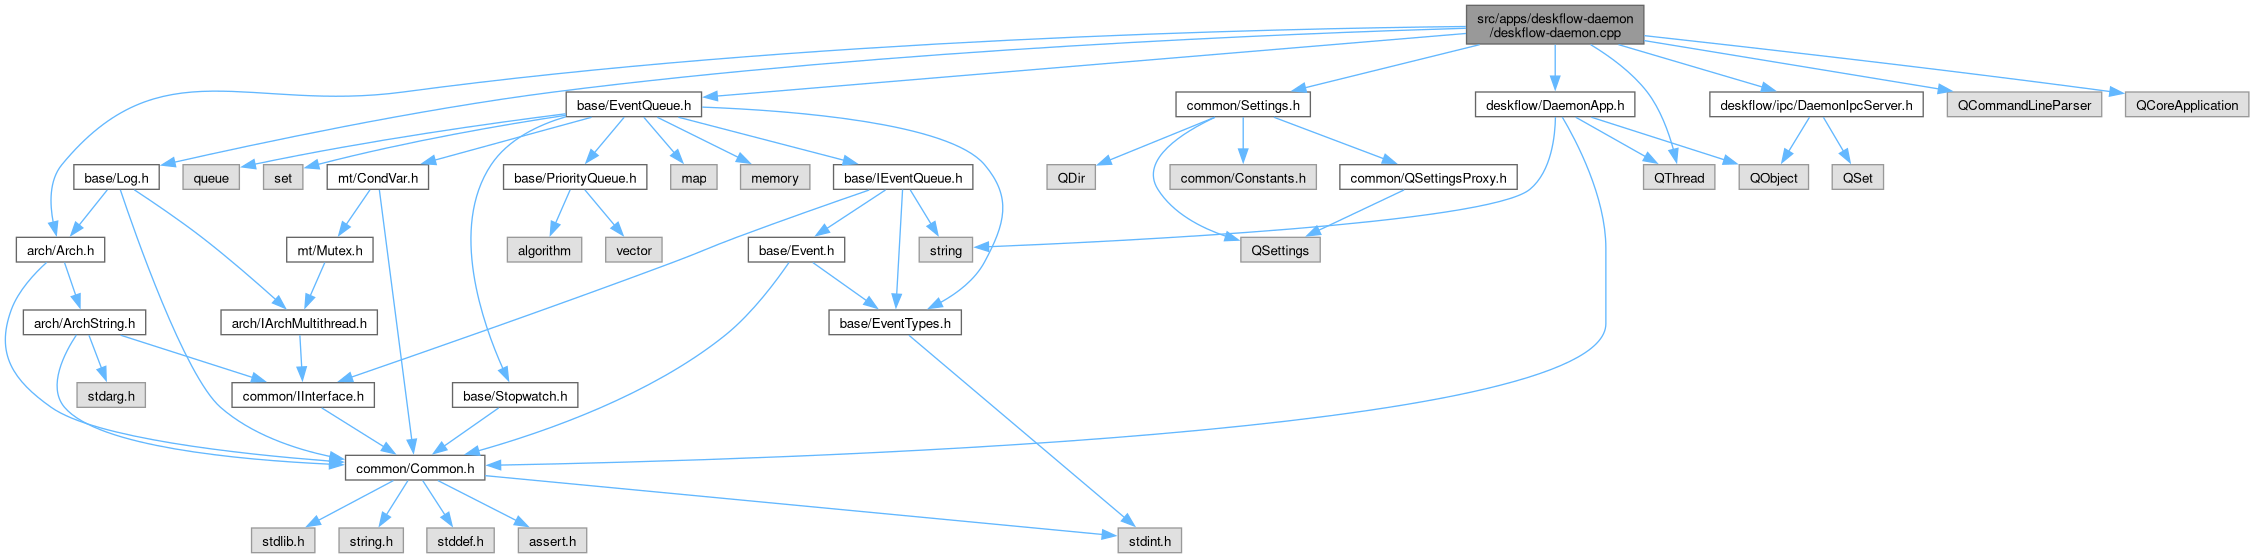 src/apps/deskflow-daemon
/deskflow-daemon.cpp
base/EventQueue.h
common/Settings.h
deskflow/DaemonApp.h
deskflow/ipc/DaemonIpcServer.h
QCommandLineParser
QCoreApplication
base/Log.h
queue
set
mt/CondVar.h
base/PriorityQueue.h
map
memory
base/IEventQueue.h
QDir
common/Constants.h
common/QSettingsProxy.h
QThread
QObject
QSet
arch/Arch.h
mt/Mutex.h
algorithm
vector
base/Event.h
string
QSettings
arch/ArchString.h
arch/IArchMultithread.h
base/EventTypes.h
stdarg.h
common/IInterface.h
base/Stopwatch.h
common/Common.h
stdlib.h
string.h
stddef.h
assert.h
stdint.h